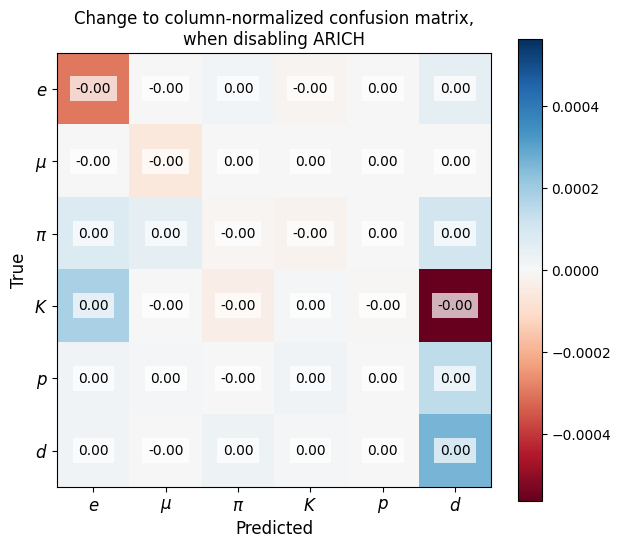 Change to column-normalized confusion matrix,
when disabling ARICH
e -0.00 -0.00 0.00 -0.00 0.00 0.00
μ -0.00 -0.00 0.00 0.00 0.00 0.00
π 0.00 0.00 -0.00 -0.00 0.00 0.00
K 0.00 0.00 -0.00 0.00 -0.00 -0.00
p 0.00 0.00 -0.00 0.00 0.00 0.00
d 0.00 -0.00 0.00 0.00 0.00 0.00
e μ π K p d
Predicted
True
0.0004
0.0002
0.0000
−0.0002
−0.0004